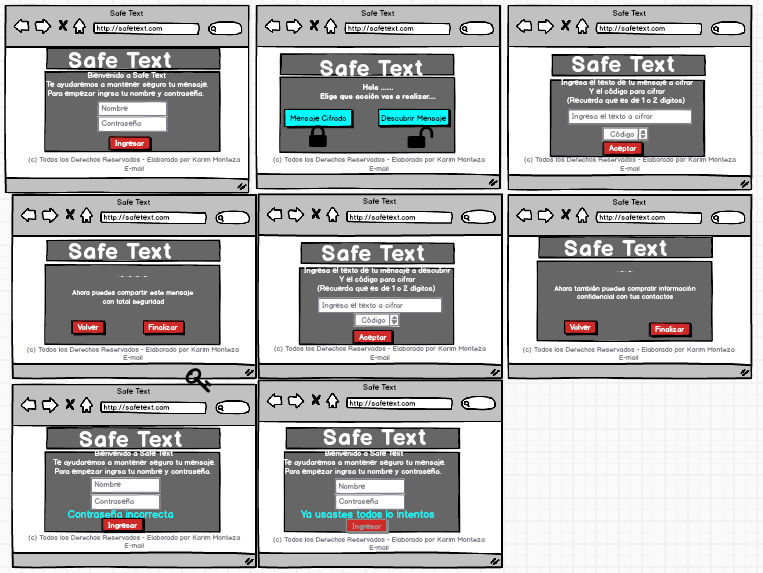 Safe Text
http://safetext.com
Safe Text
Bienvenido a Safe Text
Te ayudaremos a mantener seguro tu mensaje.
Para empezar ingrsa tu nombre y contraseña.
Nombre
Contraseña
Ingresar
(c) Todos los Derechos Reservados - Elaborado por Karim Monteza
E-mail
Safe Text
http://safetext.com
Safe Text
Hola ......
Elige que acción vas a realizar...
Mensaje Cifrado
Descubrir Mensaje
(c) Todos los Derechos Reservados - Elaborado por Karim Monteza
E-mail
Safe Text
http://safetext.com
Safe Text
Ingresa el texto de tu mensaje a cifrar
Y el código para cifrar
(Recuerda que es de 1 o 2 digitos)
Ingresa el texto a cifrar
Código
Aceptar
(c) Todos los Derechos Reservados - Elaborado por Karim Monteza
E-mail
Safe Text
http://safetext.com
Safe Text
Ahora puedes compartir este mensaje
con total seguridad
Volver
Finalizar
(c) Todos los Derechos Reservados - Elaborado por Karim Monteza
E-mail
Safe Text
http://safetext.com
Safe Text
Ingresa el texto de tu mensaje a descubrir
Y el código para cifrar
(Recuerda que es de 1 o 2 digitos)
Ingresa el texto a cifrar
Código
Aceptar
(c) Todos los Derechos Reservados - Elaborado por Karim Monteza
E-mail
Safe Text
http://safetext.com
Safe Text
Ahora también puedes compratir información
confidencial con tus contactos
Volver
Finalizar
(c) Todos los Derechos Reservados - Elaborado por Karim Monteza
E-mail
Safe Text
http://safetext.com
Safe Text
Bienvenido a Safe Text
Te ayudaremos a mantener seguro tu mensaje.
Para empezar ingrsa tu nombre y contraseña.
Nombre
Contraseña
Contraseña incorrecta
Ingresar
(c) Todos los Derechos Reservados - Elaborado por Karim Monteza
E-mail
Safe Text
http://safetext.com
Safe Text
Bienvenido a Safe Text
Te ayudaremos a mantener seguro tu mensaje.
Para empezar ingrsa tu nombre y contraseña.
Nombre
Contraseña
Ya usastes todos lo intentos
Ingresar
(c) Todos los Derechos Reservados - Elaborado por Karim Monteza
E-mail